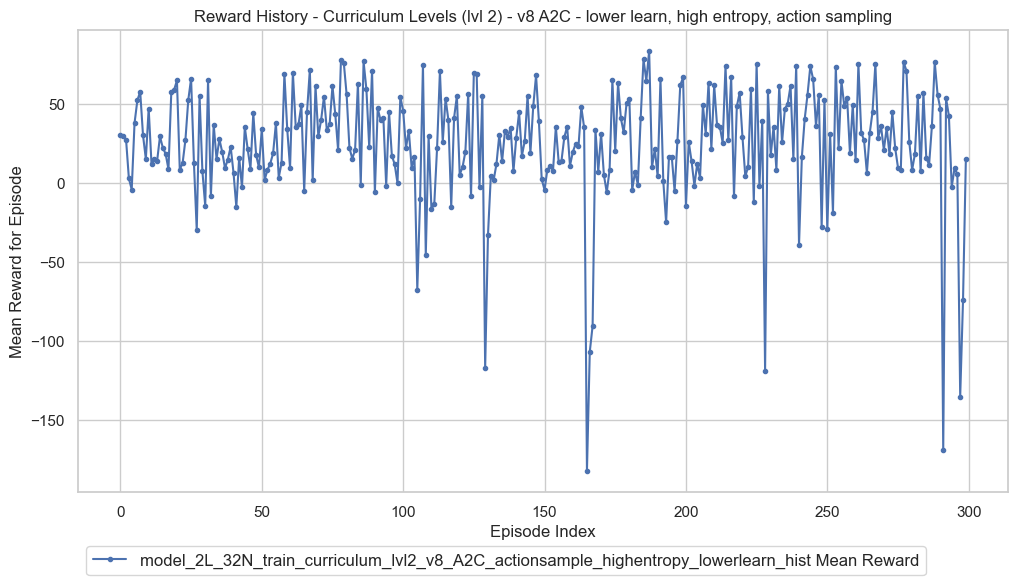 Reward History - Curriculum Levels (lvl 2) - v8 A2C - lower learn, high entropy, action sampling
Mean Reward for Episode
50
0
−50
−100
−150
0 50 100 150 200 250 300
Episode Index
model_2L_32N_train_curriculum_lvl2_v8_A2C_actionsample_highentropy_lowerlearn_hist Mean Reward